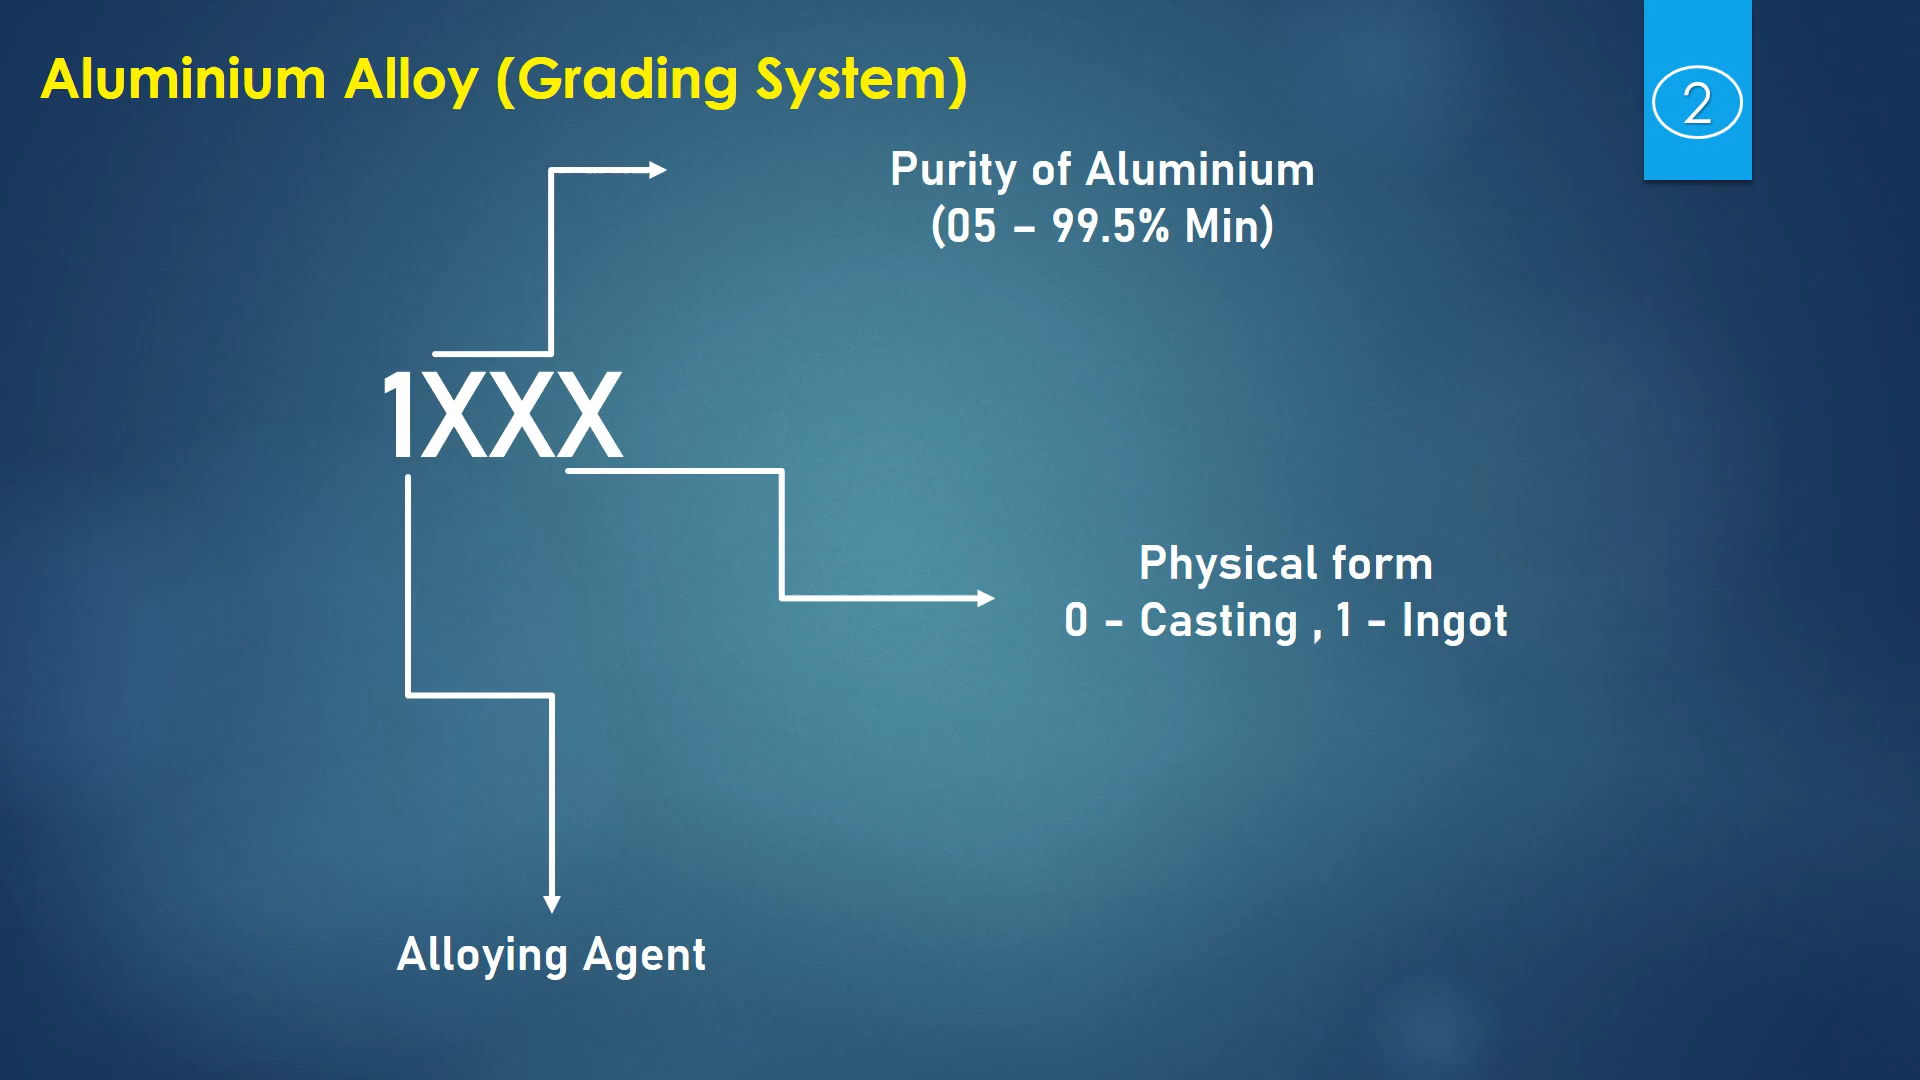 Aluminium Alloy (Grading System)
2
Purity of Aluminium
(05 – 99.5% Min)
1XXX
Physical form
0 - Casting , 1 - Ingot
Alloying Agent